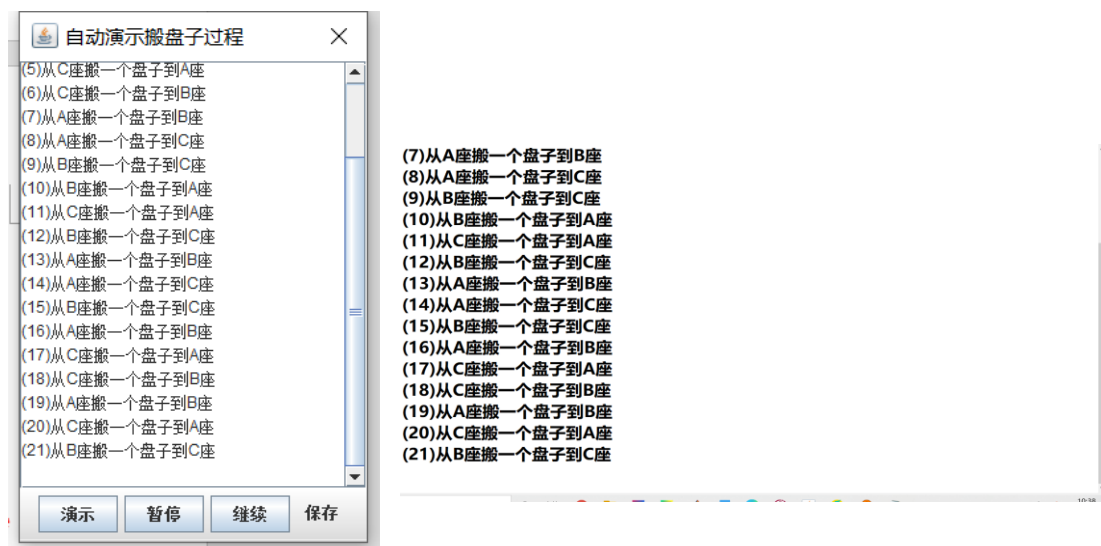 自动演示搬盘子过程
(5)从C座搬一个盘子到A座
(6)从C座搬一个盘子到B座
(7)从A座搬一个盘子到B座
(8)从A座搬一个盘子到C座
(9)从B座搬一个盘子到C座
(10)从B座搬一个盘子到A座
(11)从C座搬一个盘子到A座
(12)从B座搬一个盘子到C座
(13)从A座搬一个盘子到B座
(14)从A座搬一个盘子到C座
(15)从B座搬一个盘子到C座
(16)从A座搬一个盘子到B座
(17)从C座搬一个盘子到A座
(18)从C座搬一个盘子到B座
(19)从A座搬一个盘子到B座
(20)从C座搬一个盘子到A座
(21)从B座搬一个盘子到C座
演示 暂停 继续 保存
(7)从A座搬一个盘子到B座
(8)从A座搬一个盘子到C座
(9)从B座搬一个盘子到C座
(10)从B座搬一个盘子到A座
(11)从C座搬一个盘子到A座
(12)从B座搬一个盘子到C座
(13)从A座搬一个盘子到B座
(14)从A座搬一个盘子到C座
(15)从B座搬一个盘子到C座
(16)从A座搬一个盘子到B座
(17)从C座搬一个盘子到A座
(18)从C座搬一个盘子到B座
(19)从A座搬一个盘子到B座
(20)从C座搬一个盘子到A座
(21)从B座搬一个盘子到C座